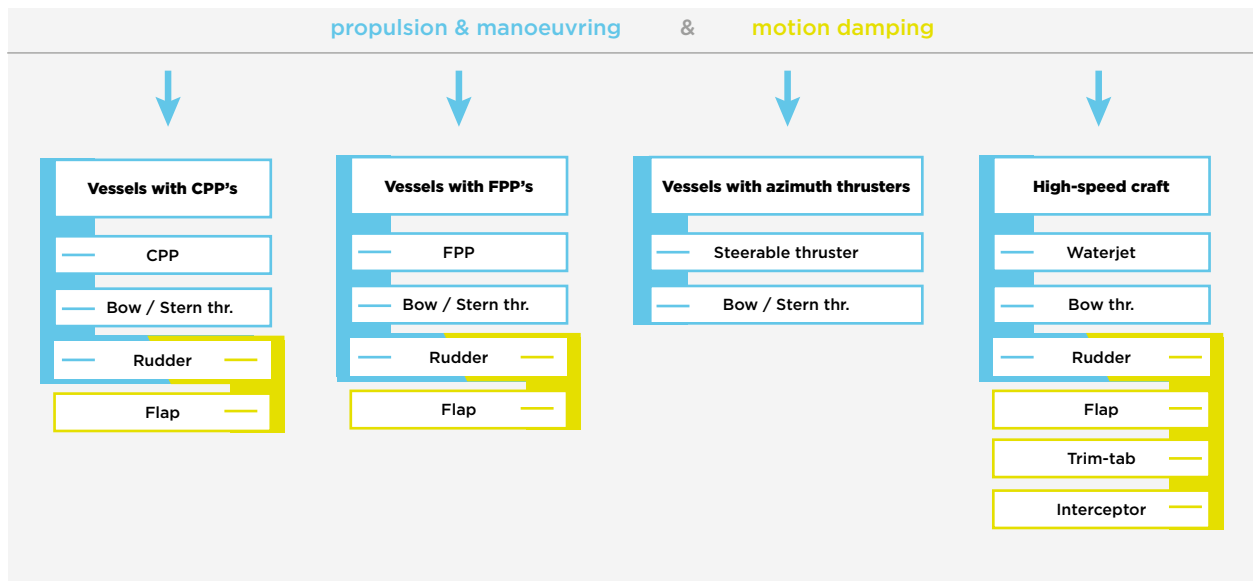 propulsion & manoeuvring & motion damping
Vessels with CPP's
CPP
Bow / Stern thr.
Rudder
Flap
Vessels with FPP's
FPP
Bow / Stern thr.
Rudder
Flap
Vessels with azimuth thrusters
Steerable thruster
Bow / Stern thr.
High-speed craft
Waterjet
Bow thr.
Rudder
Flap
Trim-tab
Interceptor